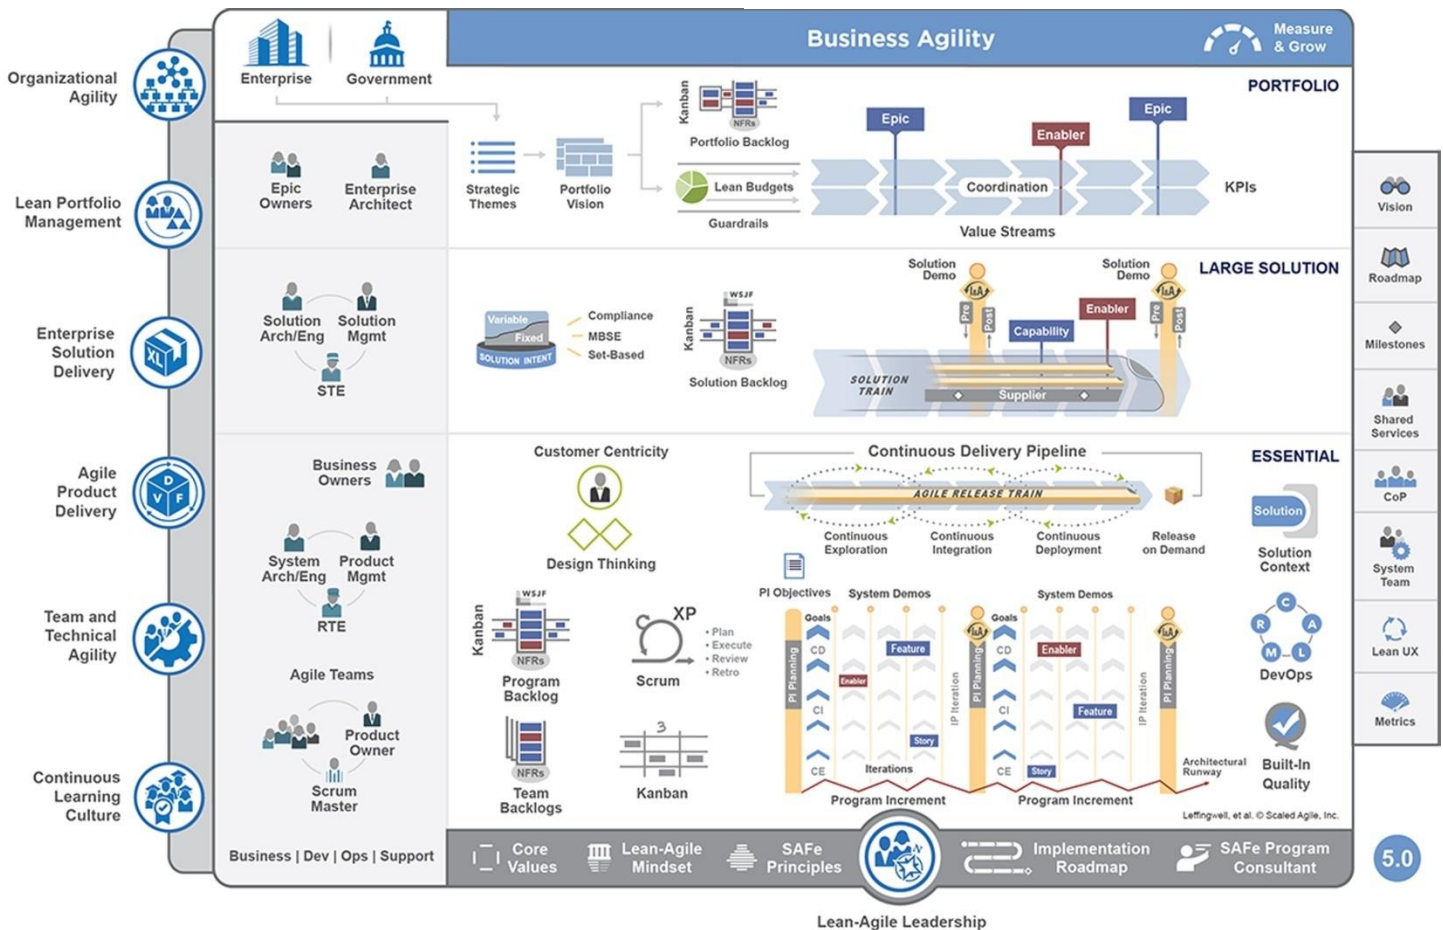 Organizational
Agility
Lean Portfolio
Management
Enterprise
Solution
Delivery
XL
Agile
Product
Delivery
D
V
F
Team and
Technical
Agility
Continuous
Learning
Culture
Enterprise
Government
Business Agility
Measure
& Grow
Epic
Owners
Enterprise
Architect
PORTFOLIO
Strategic
Themes
Portfolio
Vision
Kanban
NFRs
Portfolio Backlog
Lean Budgets
Guardrails
Epic
Enabler
Epic
Coordination
KPIs
Value Streams
Solution
Arch/Eng
Solution
Mgmt
STE
LARGE SOLUTION
Variable
Fixed
SOLUTION INTENT
Compliance
MBSE
Set-Based
WSJF
Kanban
NFRs
Solution Backlog
Solution
Demo
I&A
Pre
Post
Capability
Enabler
Solution
Demo
I&A
Pre
Post
SOLUTION
TRAIN
Supplier
Business
Owners
System
Arch/Eng
Product
Mgmt
RTE
Agile Teams
Product
Owner
Scrum
Master
Business | Dev | Ops | Support
ESSENTIAL
Customer Centricity
Design Thinking
Continuous Delivery Pipeline
AGILE RELEASE TRAIN
Continuous
Exploration
Continuous
Integration
Continuous
Deployment
Release
on Demand
WSJF
Kanban
NFRs
Program
Backlog
XP
Scrum
• Plan
• Execute
• Review
• Retro
NFRs
Team
Backlogs
3
Kanban
PI Objectives
System Demos
System Demos
Goals
CD
CI
CE
PI Planning
Feature
Enabler
Story
Iterations
IP Iteration
I&A
PI Planning
Goals
CD
CI
CE
Enabler
Feature
Story
IP Iteration
I&A
PI Planning
Program Increment
Program Increment
Architectural
Runway
Solution
Solution
Context
C
A
L
M
R
DevOps
Built-In
Quality
Leffingwell, et al. © Scaled Agile, Inc.
Core
Values
Lean-Agile
Mindset
SAFe
Principles
N
Implementation
Roadmap
SAFe Program
Consultant
Lean-Agile Leadership
Vision
Roadmap
Milestones
Shared
Services
CoP
System
Team
Lean UX
Metrics
5.0